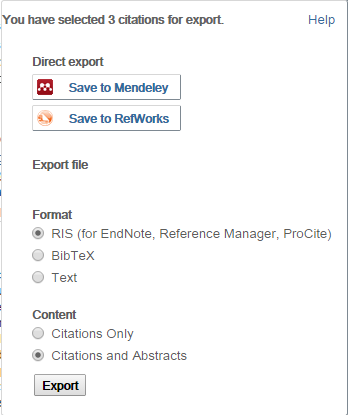 You have selected 3 citations for export. Help
Direct export
Save to Mendeley
Save to RefWorks
Export file
Format
RIS (for EndNote, Reference Manager, ProCite)
BibTeX
Text
Content
Citations Only
Citations and Abstracts
Export